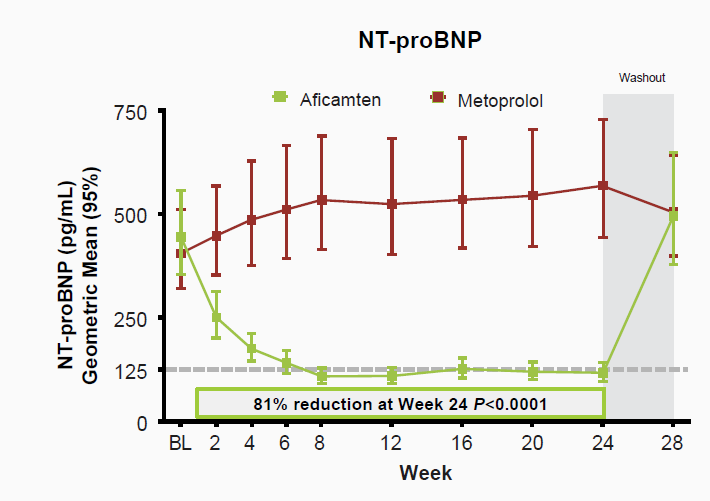 NT-proBNP
Washout
Aficamten
Metoprolol
NT-proBNP (pg/mL)
Geometric Mean (95%)
750
500
250
125
0
81% reduction at Week 24 P<0.0001
BL 2 4 6 8 12 16 20 24 28
Week